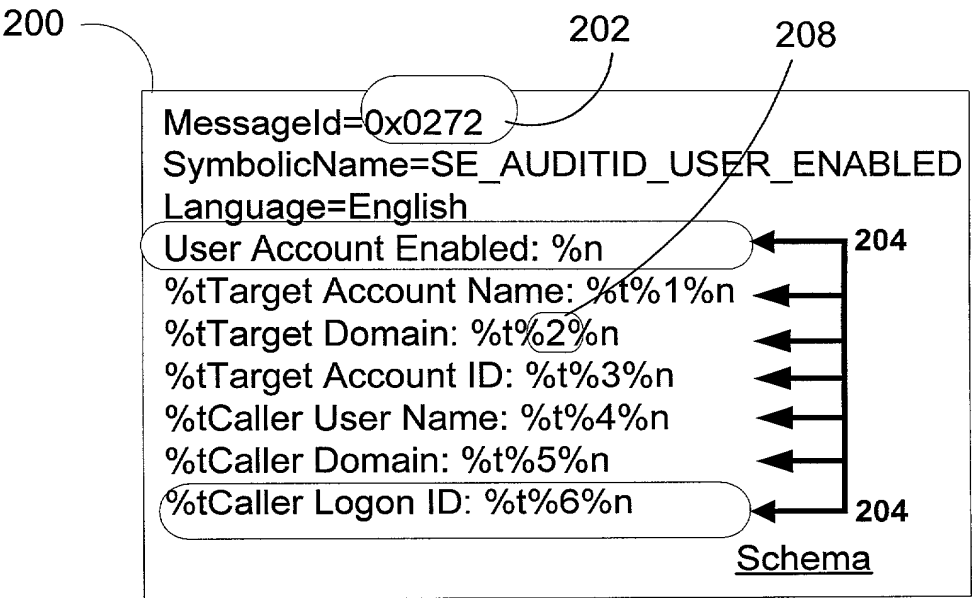 200
202
208
MessageId=0x0272
SymbolicName=SE_AUDITID_USER_ENABLED
Language=English
User Account Enabled: %n
204
%tTarget Account Name: %t%1%n
%tTarget Domain: %t%2%n
%tTarget Account ID: %t%3%n
%tCaller User Name: %t%4%n
%tCaller Domain: %t%5%n
%tCaller Logon ID: %t%6%n
204
Schema